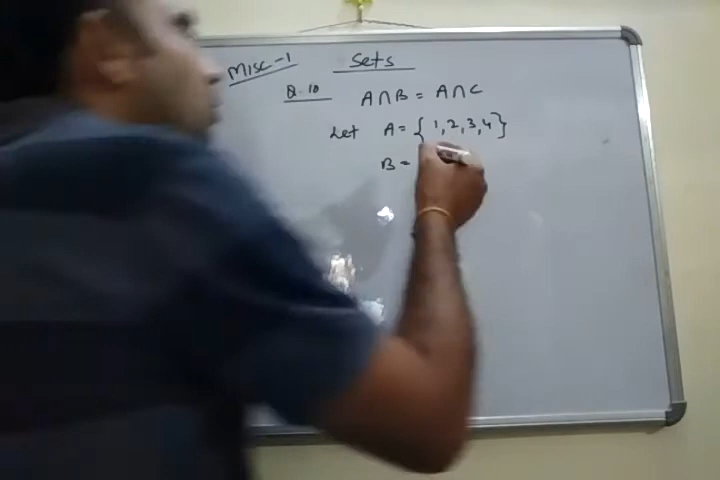 Misc-1 Sets
Q.10 A∩B = A∩C
Let A = {1,2,3,4}
B =